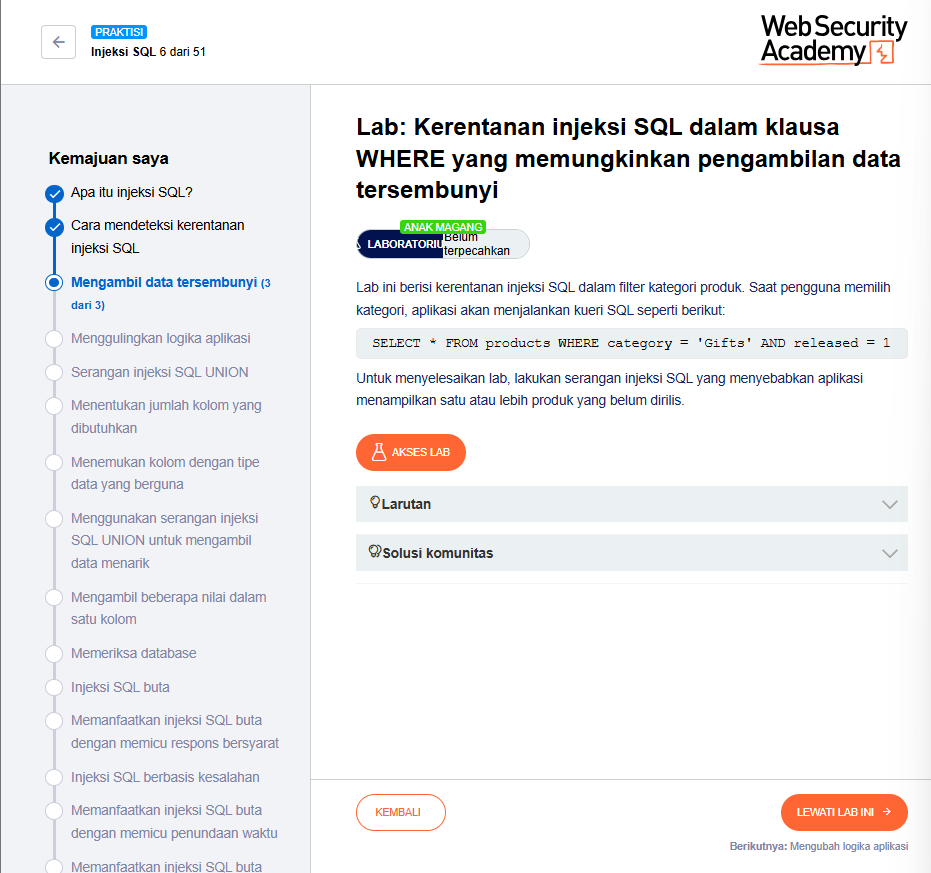 PRAKTISI
Injeksi SQL 6 dari 51
Web Security
Academy
Kemajuan saya
Apa itu injeksi SQL?
Cara mendeteksi kerentanan
injeksi SQL
Mengambil data tersembunyi (3
dari 3)
Menggulingkan logika aplikasi
Serangan injeksi SQL UNION
Menentukan jumlah kolom yang
dibutuhkan
Menemukan kolom dengan tipe
data yang berguna
Menggunakan serangan injeksi
SQL UNION untuk mengambil
data menarik
Mengambil beberapa nilai dalam
satu kolom
Memeriksa database
Injeksi SQL buta
Memanfaatkan injeksi SQL buta
dengan memicu respons bersyarat
Injeksi SQL berbasis kesalahan
Memanfaatkan injeksi SQL buta
dengan memicu penundaan waktu
Memanfaatkan injeksi SQL buta
Lab: Kerentanan injeksi SQL dalam klausa
WHERE yang memungkinkan pengambilan data
tersembunyi
ANAK MAGANG
LABORATORIU
Belum
terpecahkan
Lab ini berisi kerentanan injeksi SQL dalam filter kategori produk. Saat pengguna memilih
kategori, aplikasi akan menjalankan kueri SQL seperti berikut:
SELECT * FROM products WHERE category = 'Gifts' AND released = 1
Untuk menyelesaikan lab, lakukan serangan injeksi SQL yang menyebabkan aplikasi
menampilkan satu atau lebih produk yang belum dirilis.
AKSES LAB
Larutan
Solusi komunitas
KEMBALI
LEWATI LAB INI
Berikutnya: Mengubah logika aplikasi